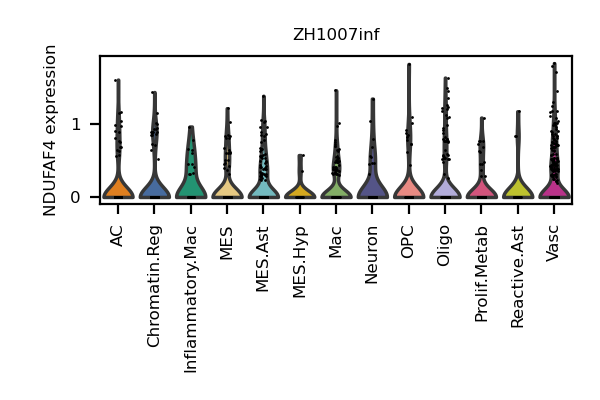 ZH1007inf
NDUFAF4 expression
1
0
AC
Chromatin.Reg
Inflammatory.Mac
MES
MES.Ast
MES.Hyp
Mac
Neuron
OPC
Oligo
Prolif.Metab
Reactive.Ast
Vasc